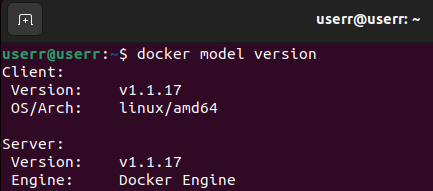 userr@userr: ~
userr@userr:~$ docker model version
Client:
 Version:    v1.1.17
 OS/Arch:    linux/amd64

Server:
 Version:    v1.1.17
 Engine:     Docker Engine